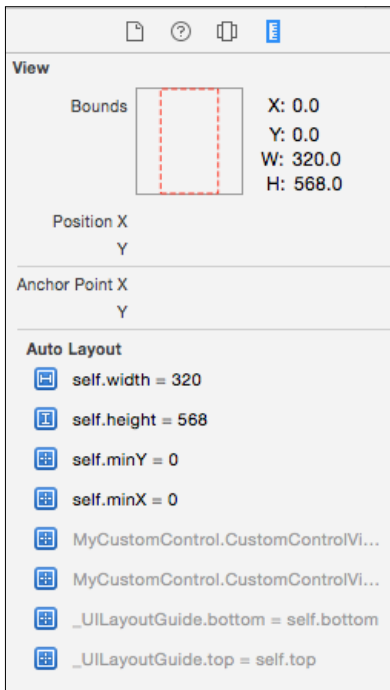 View
Bounds
X: 0.0
Y: 0.0
W: 320.0
H: 568.0
Position X
Y
Anchor Point X
Y
Auto Layout
self.width = 320
self.height = 568
self.minY = 0
self.minX = 0
MyCustomControl.CustomControlVi...
MyCustomControl.CustomControlVi...
_UILayoutGuide.bottom = self.bottom
_UILayoutGuide.top = self.top